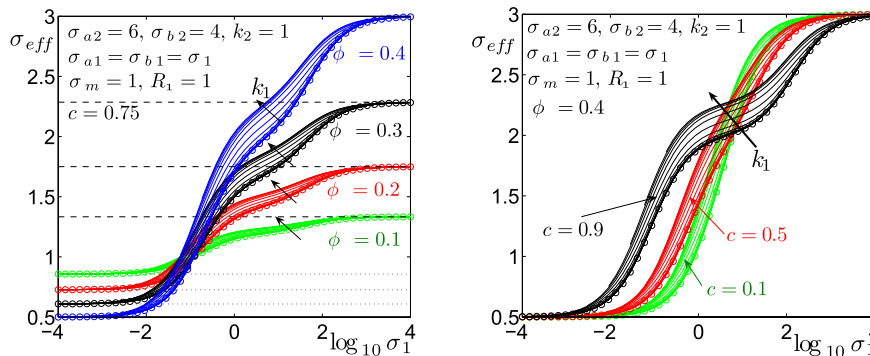 σ_eff
3
2.5
2
1.5
1
0.5
σ_a2 = 6, σ_b2 = 4, k_2 = 1
σ_a1 = σ_b1 = σ_1
σ_m = 1, R_1 = 1
c = 0.75
k_1
ϕ = 0.4
ϕ = 0.3
ϕ = 0.2
ϕ = 0.1
−4 −2 0 2 4
log_10 σ_1
σ_eff
3
2.5
2
1.5
1
0.5
σ_a2 = 6, σ_b2 = 4, k_2 = 1
σ_a1 = σ_b1 = σ_1
σ_m = 1, R_1 = 1
ϕ = 0.4
k_1
c = 0.9
c = 0.5
c = 0.1
−4 −2 0 2
log_10 σ_1